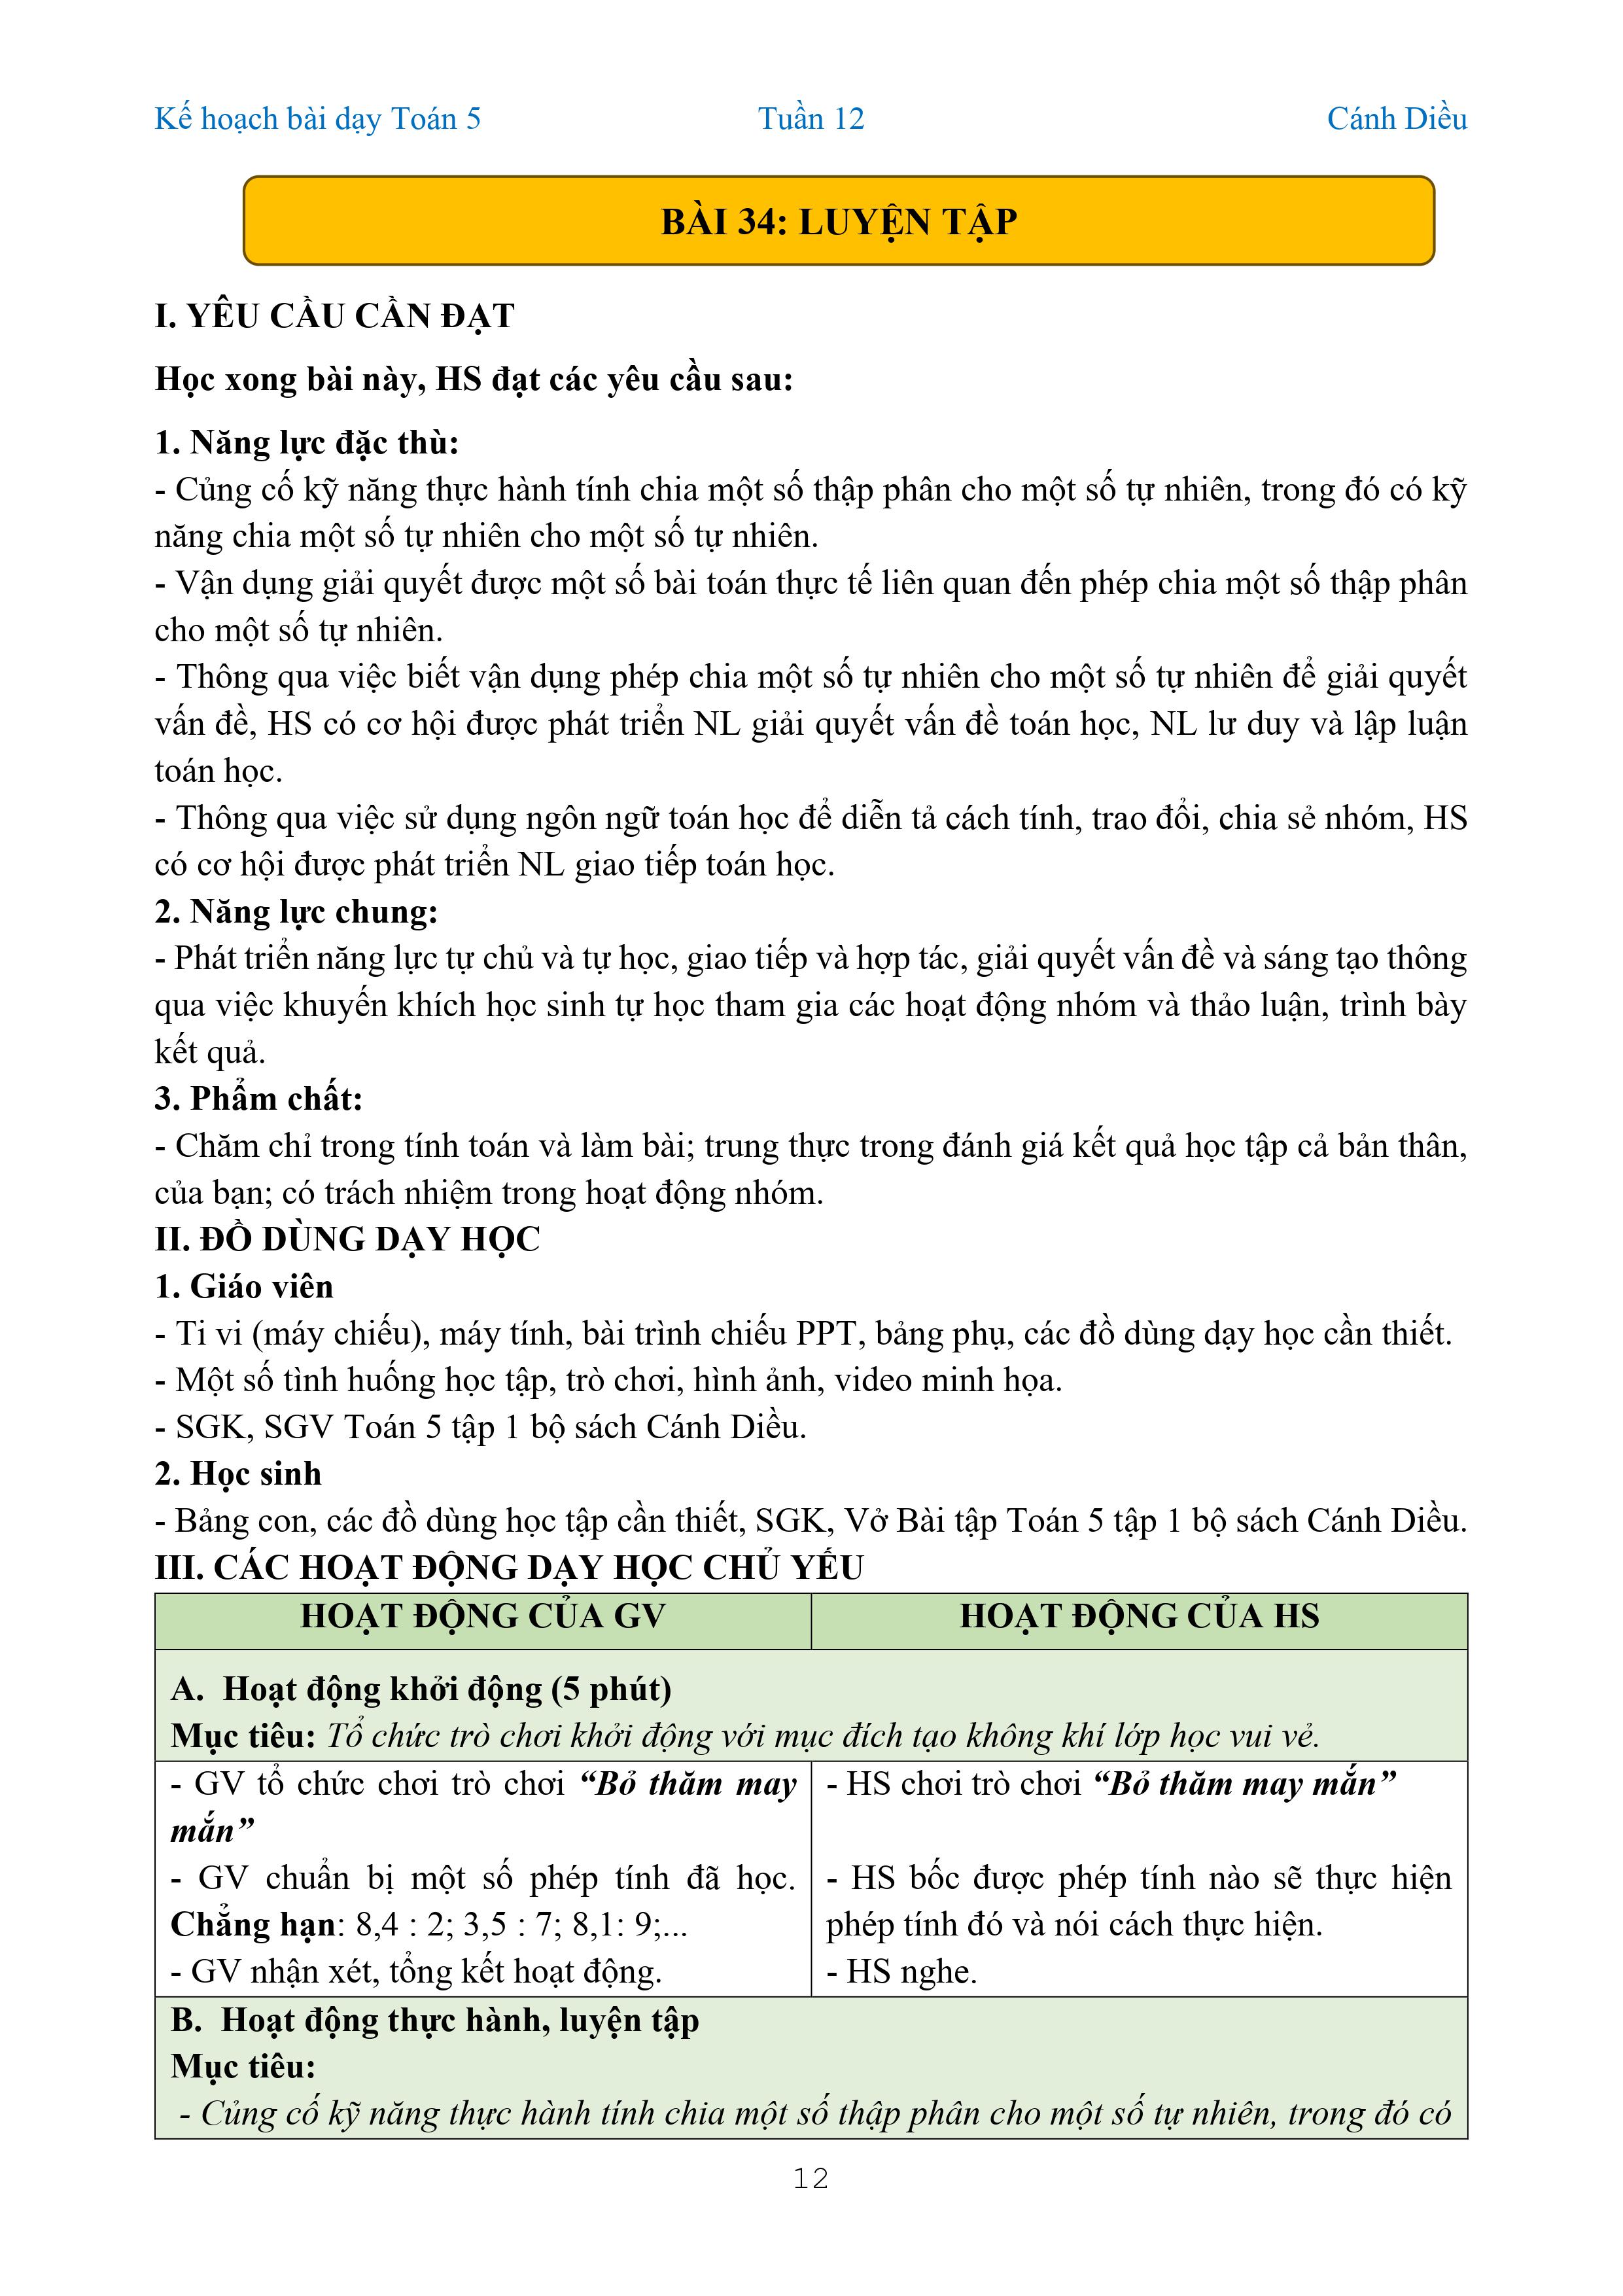 Kế hoạch bài dạy Toán 5 Tuần 12 Cánh Diều
BÀI 34: LUYỆN TẬP
I. YÊU CẦU CẦN ĐẠT
Học xong bài này, HS đạt các yêu cầu sau:
1. Năng lực đặc thù:
- Củng cố kỹ năng thực hành tính chia một số thập phân cho một số tự nhiên, trong đó có kỹ
năng chia một số tự nhiên cho một số tự nhiên.
- Vận dụng giải quyết được một số bài toán thực tế liên quan đến phép chia một số thập phân
cho một số tự nhiên.
- Thông qua việc biết vận dụng phép chia một số tự nhiên cho một số tự nhiên để giải quyết
vấn đề, HS có cơ hội được phát triển NL giải quyết vấn đề toán học, NL lư duy và lập luận
toán học.
- Thông qua việc sử dụng ngôn ngữ toán học để diễn tả cách tính, trao đổi, chia sẻ nhóm, HS
có cơ hội được phát triển NL giao tiếp toán học.
2. Năng lực chung:
- Phát triển năng lực tự chủ và tự học, giao tiếp và hợp tác, giải quyết vấn đề và sáng tạo thông
qua việc khuyến khích học sinh tự học tham gia các hoạt động nhóm và thảo luận, trình bày
kết quả.
3. Phẩm chất:
- Chăm chỉ trong tính toán và làm bài; trung thực trong đánh giá kết quả học tập cả bản thân,
của bạn; có trách nhiệm trong hoạt động nhóm.
II. ĐỒ DÙNG DẠY HỌC
1. Giáo viên
- Ti vi (máy chiếu), máy tính, bài trình chiếu PPT, bảng phụ, các đồ dùng dạy học cần thiết.
- Một số tình huống học tập, trò chơi, hình ảnh, video minh họa.
- SGK, SGV Toán 5 tập 1 bộ sách Cánh Diều.
2. Học sinh
- Bảng con, các đồ dùng học tập cần thiết, SGK, Vở Bài tập Toán 5 tập 1 bộ sách Cánh Diều.
III. CÁC HOẠT ĐỘNG DẠY HỌC CHỦ YẾU
HOẠT ĐỘNG CỦA GV HOẠT ĐỘNG CỦA HS
A. Hoạt động khởi động (5 phút)
Mục tiêu: Tổ chức trò chơi khởi động với mục đích tạo không khí lớp học vui vẻ.
- GV tổ chức chơi trò chơi “Bỏ thăm may
mắn”
- GV chuẩn bị một số phép tính đã học.
Chẳng hạn: 8,4 : 2; 3,5 : 7; 8,1: 9;...
- GV nhận xét, tổng kết hoạt động.
- HS chơi trò chơi “Bỏ thăm may mắn”
- HS bốc được phép tính nào sẽ thực hiện
phép tính đó và nói cách thực hiện.
- HS nghe.
B. Hoạt động thực hành, luyện tập
Mục tiêu:
- Củng cố kỹ năng thực hành tính chia một số thập phân cho một số tự nhiên, trong đó có
12